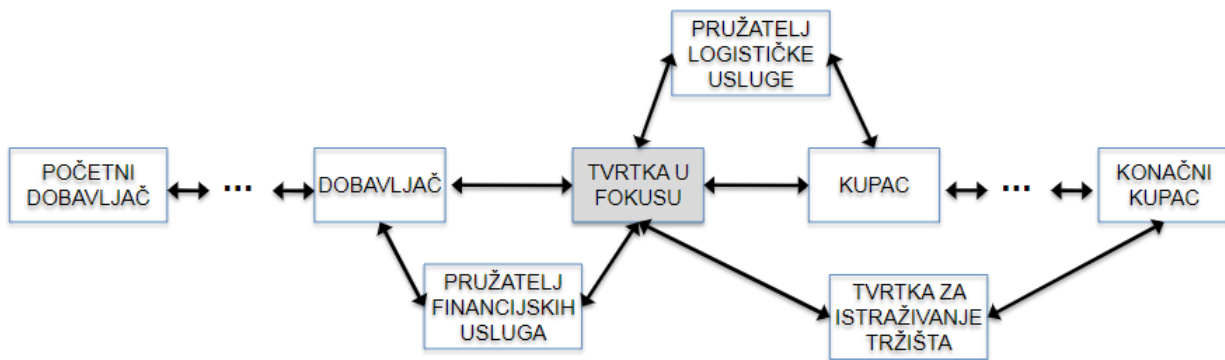 PRUŽATELJ
LOGISTIČKE
USLUGE
POČETNI
DOBAVLJAČ
...
DOBAVLJAČ
TVRTKA U
FOKUSU
KUPAC
...
KONAČNI
KUPAC
PRUŽATELJ
FINANCIJSKIH
USLUGA
TVRTKA ZA
ISTRAŽIVANJE
TRŽIŠTA